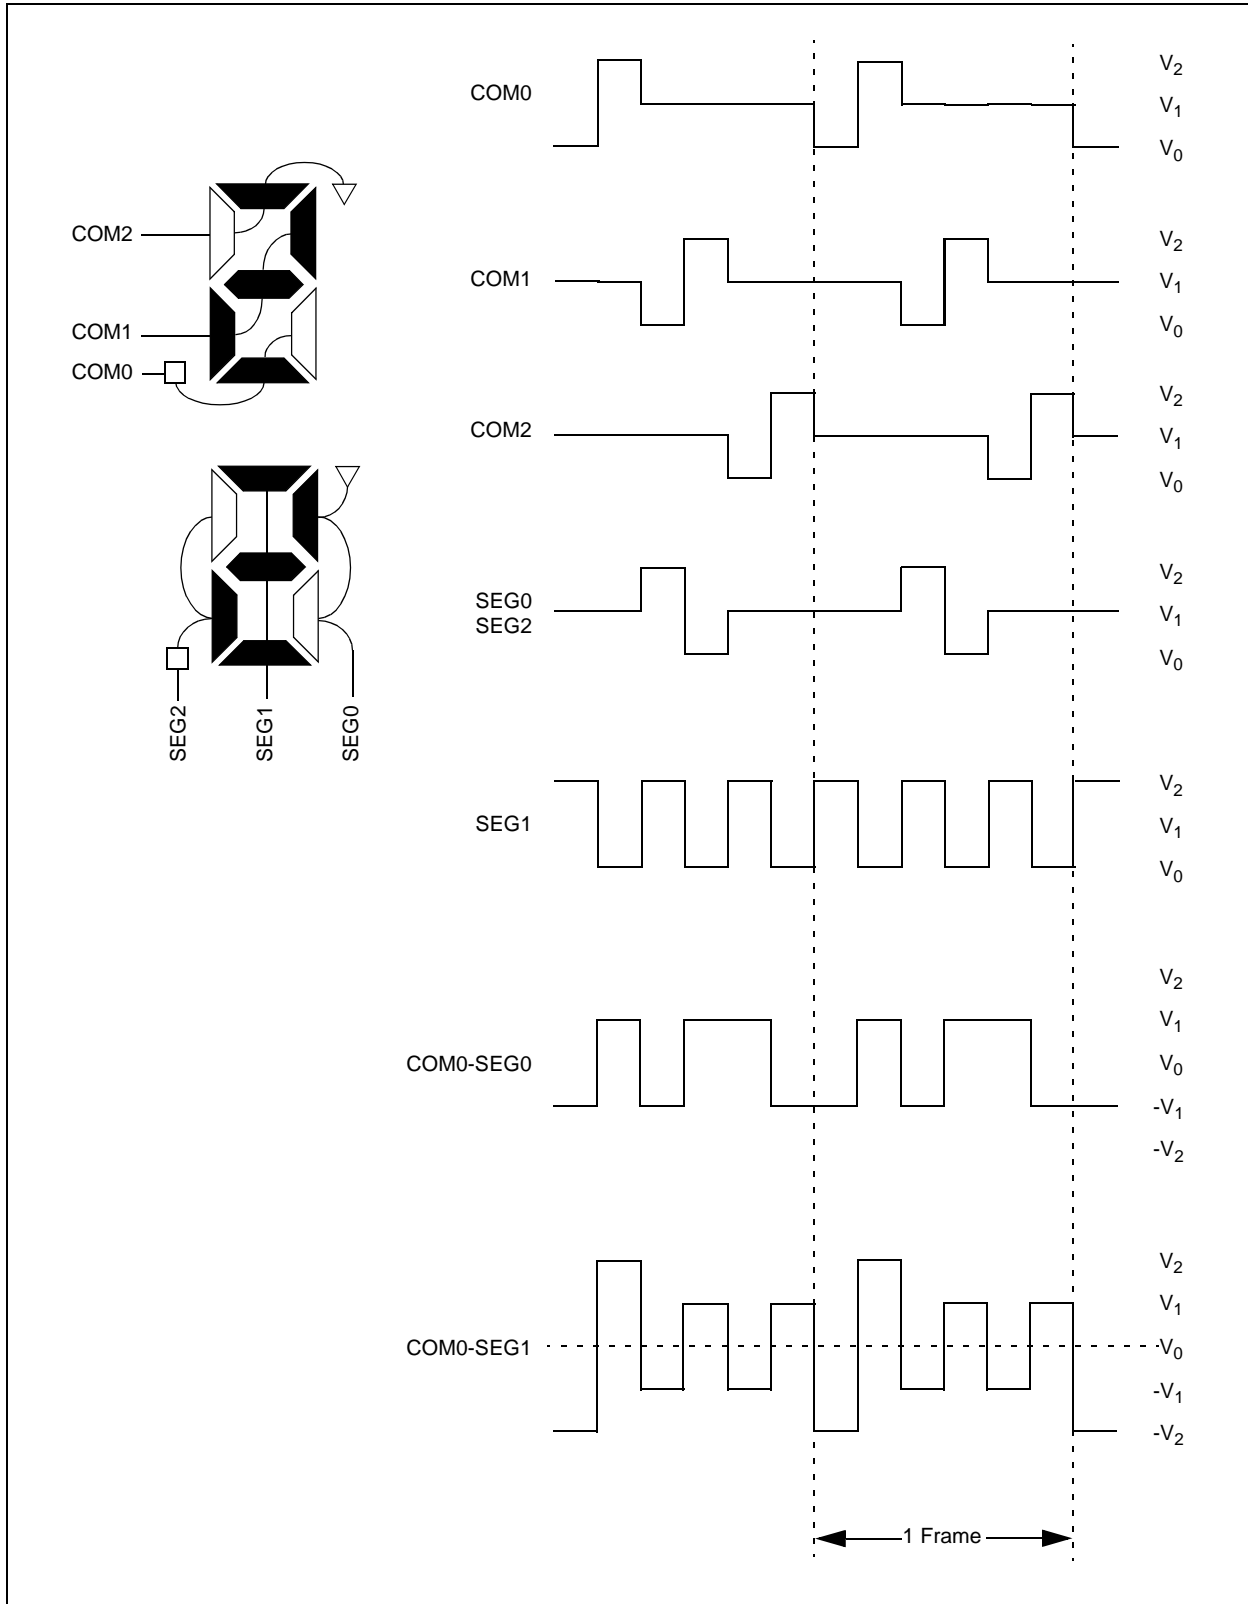 COM0
V2
V1
V0
COM2
COM1
COM0
COM1
V2
V1
V0
COM2
V2
V1
V0
SEG2
SEG1
SEG0
SEG0
SEG2
V2
V1
V0
SEG1
V2
V1
V0
COM0-SEG0
V2
V1
V0
-V1
-V2
COM0-SEG1
V2
V1
V0
-V1
-V2
1 Frame